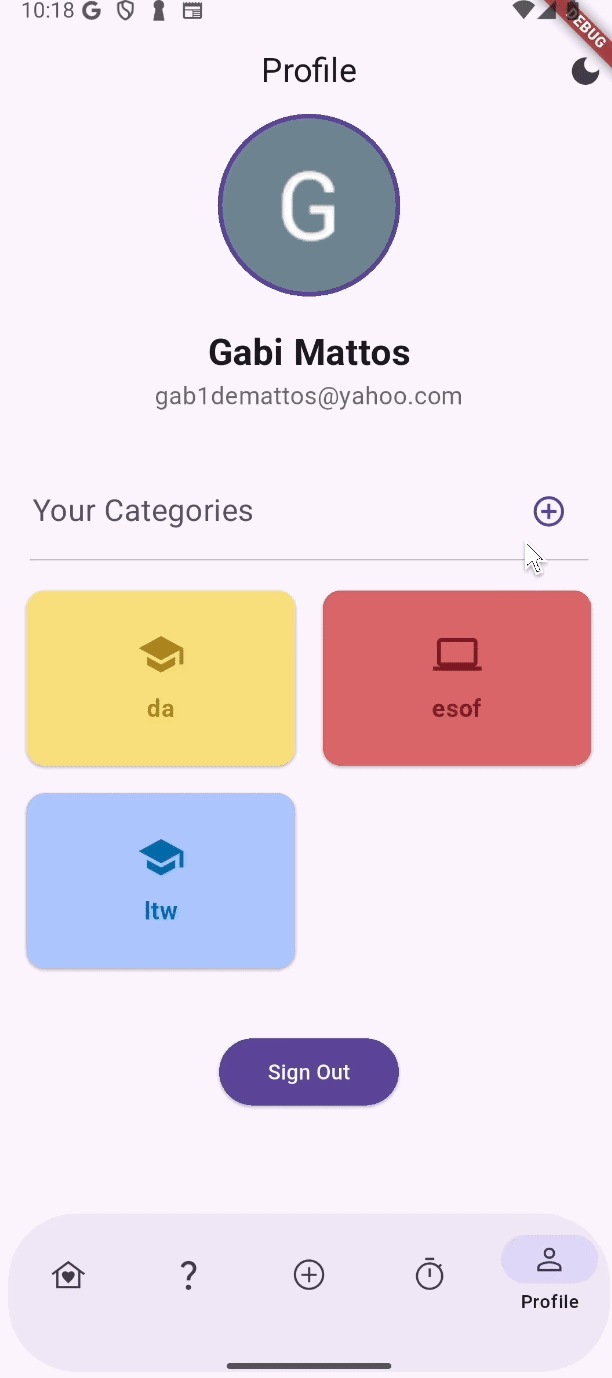 10:18
DEBUG
Profile
G
Gabi Mattos
gab1demattos@yahoo.com
Your Categories
da
esof
ltw
Sign Out
Profile